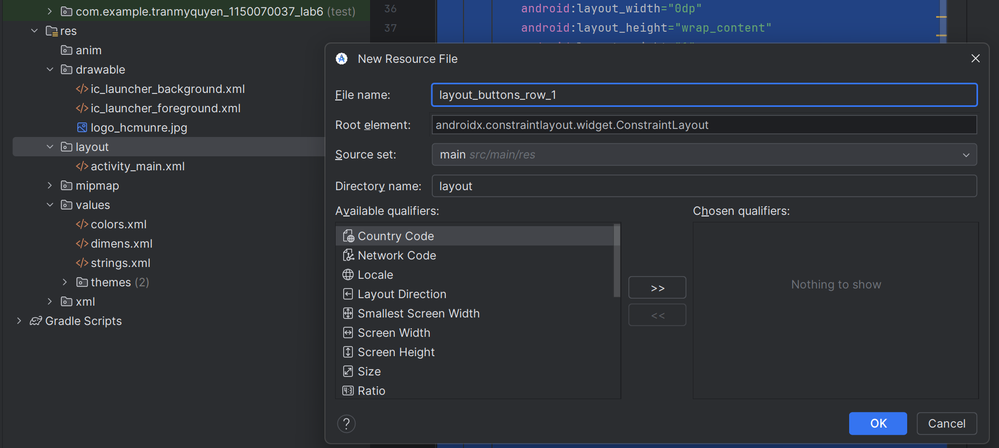 com.example.tranmyquyen_1150070037_lab6 (test)
res
anim
drawable
ic_launcher_background.xml
ic_launcher_foreground.xml
logo_hcmunre.jpg
layout
activity_main.xml
mipmap
values
colors.xml
dimens.xml
strings.xml
themes (2)
xml
Gradle Scripts
36 android:layout_width="0dp"
37 android:layout_height="wrap_content"
New Resource File
File name: layout_buttons_row_1
Root element: androidx.constraintlayout.widget.ConstraintLayout
Source set: main src/main/res
Directory name: layout
Available qualifiers:
Country Code
Network Code
Locale
Layout Direction
Smallest Screen Width
Screen Width
Screen Height
Size
Ratio
>>
<<
Chosen qualifiers:
Nothing to show
?
OK
Cancel